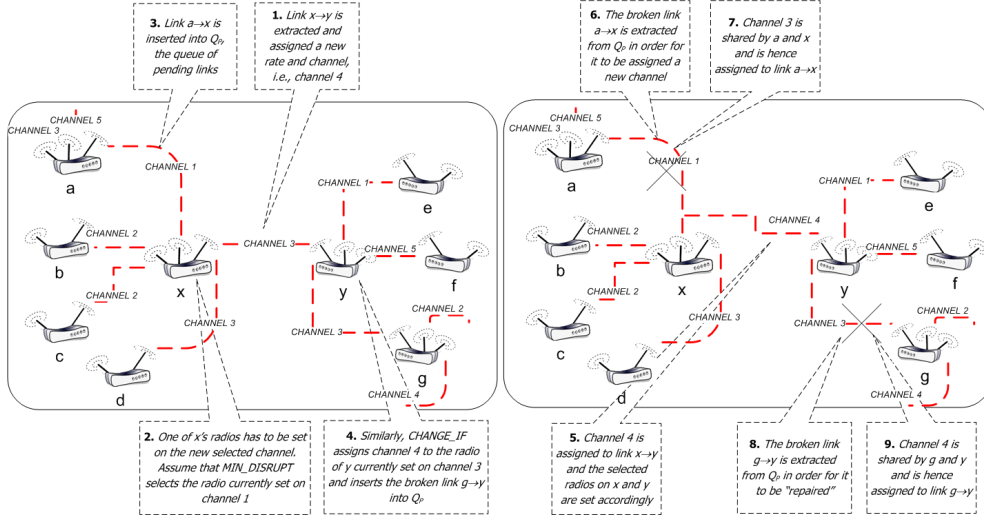 3. Link a→x is
inserted into QP,
the queue of
pending links
1. Link x→y is
extracted and
assigned a new
rate and channel,
i.e., channel 4
CHANNEL 5
CHANNEL 3
a
CHANNEL 1
CHANNEL 2
b
x
CHANNEL 3
CHANNEL 2
c
CHANNEL 3
d
CHANNEL 1
e
CHANNEL 5
y
f
CHANNEL 3
CHANNEL 2
g
CHANNEL 4
2. One of x's radios has to be set
on the new selected channel.
Assume that MIN_DISRUPT
selects the radio currently set on
channel 1
4. Similarly, CHANGE_IF
assigns channel 4 to the radio
of y currently set on channel 3
and inserts the broken link g→y
into QP
6. The broken link
a→x is extracted
from QP in order for
it to be assigned a
new channel
7. Channel 3 is
shared by a and x
and is hence
assigned to link a→x
CHANNEL 5
CHANNEL 3
a
CHANNEL 1
CHANNEL 2
b
x
CHANNEL 4
CHANNEL 2
c
CHANNEL 3
d
CHANNEL 1
e
CHANNEL 5
y
f
CHANNEL 3
CHANNEL 2
g
CHANNEL 4
5. Channel 4 is
assigned to link x→y
and the selected
radios on x and y
are set accordingly
8. The broken link
g→y is extracted
from QP in order for it
to be "repaired"
9. Channel 4 is
shared by g and y
and is hence
assigned to link g→y